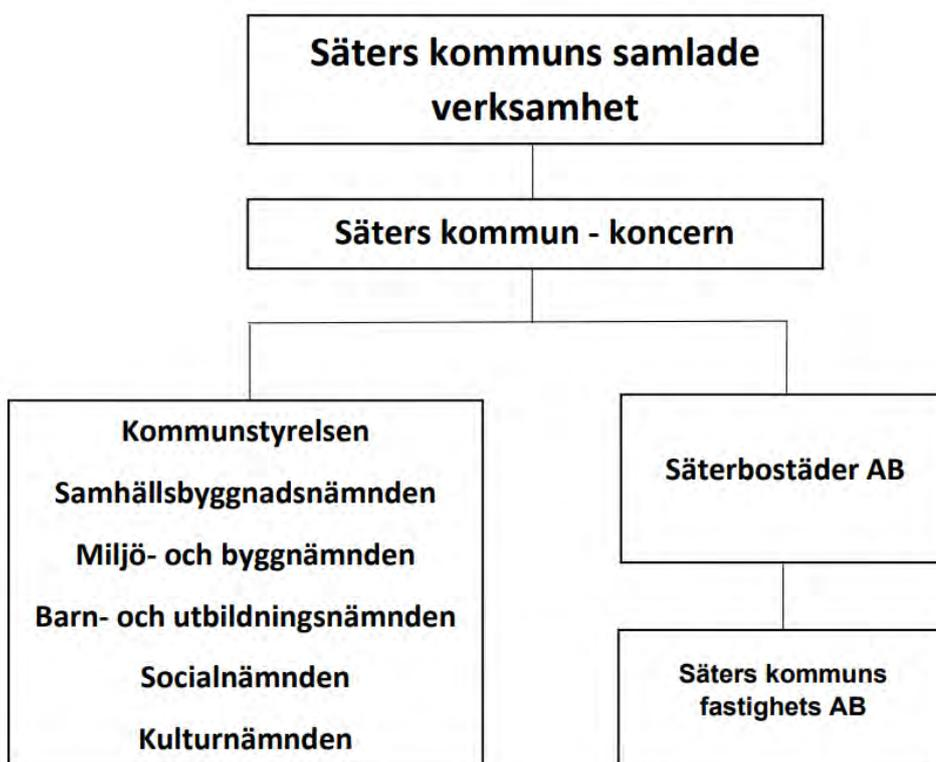 Säters kommuns samlade
verksamhet
Säters kommun - koncern
Kommunstyrelsen
Samhällsbyggnadsnämnden
Miljö- och byggnämnden
Barn- och utbildningsnämnden
Socialnämnden
Kulturnämnden
Säterbostäder AB
Säters kommuns
fastighets AB